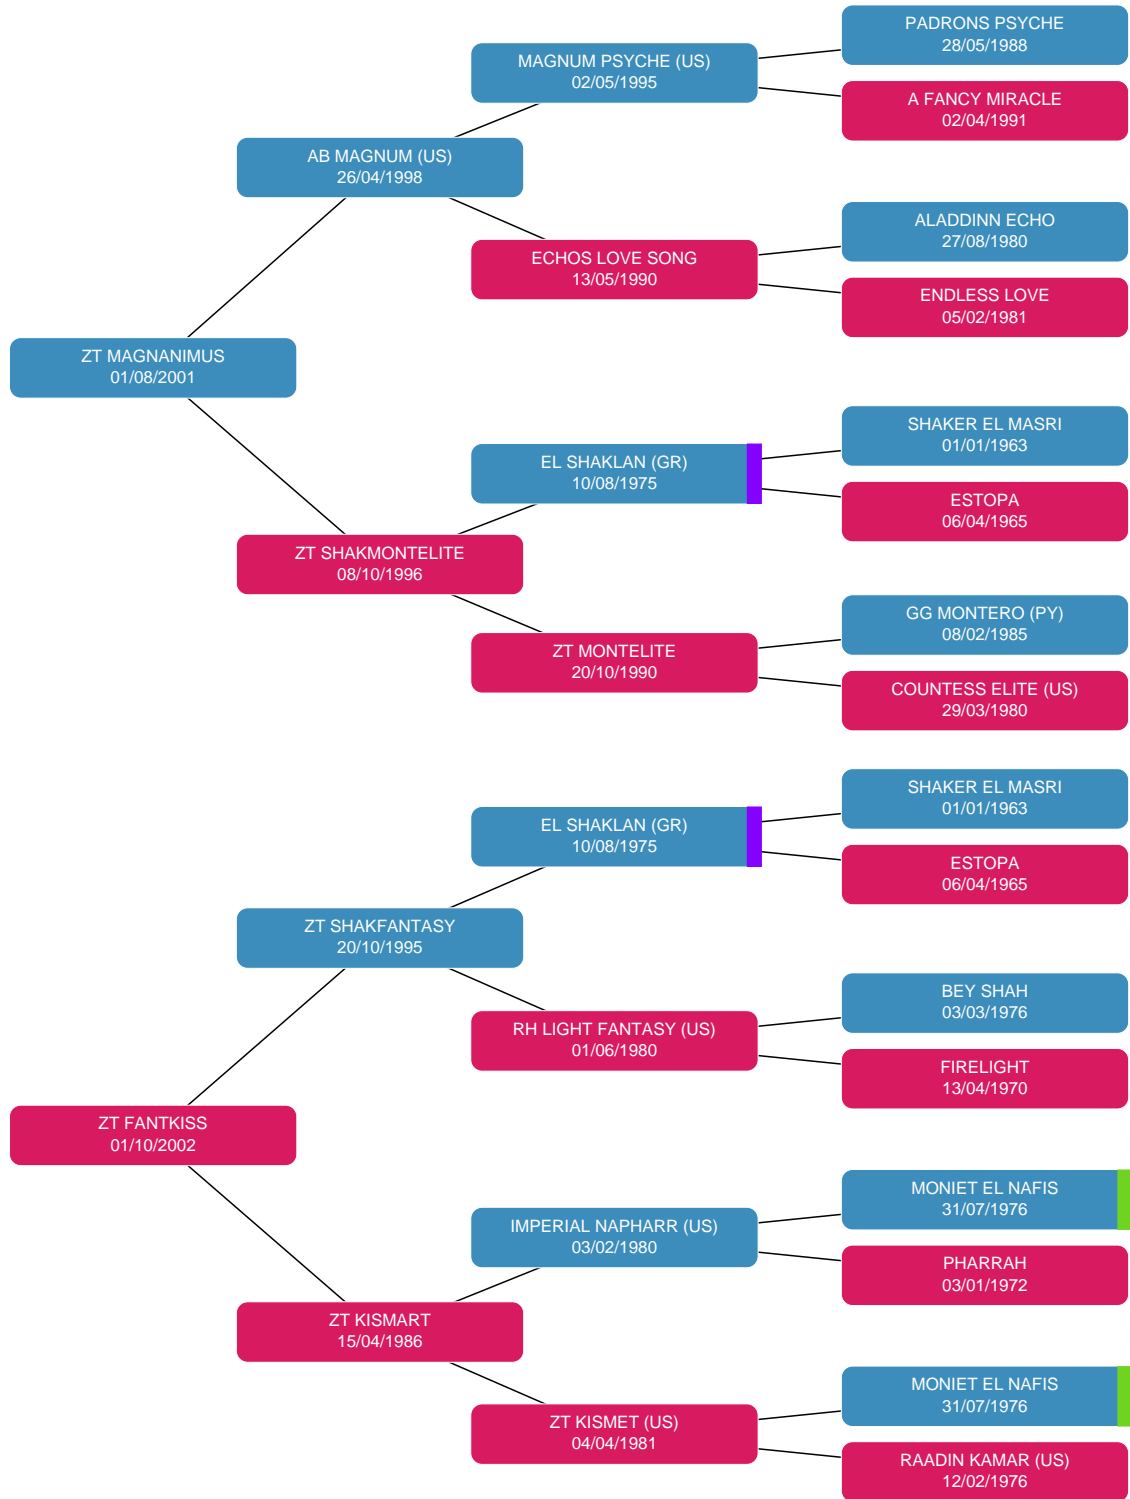 PADRONS PSYCHE
28/05/1988
MAGNUM PSYCHE (US)
02/05/1995
A FANCY MIRACLE
02/04/1991
AB MAGNUM (US)
26/04/1998
ALADDINN ECHO
27/08/1980
ECHOS LOVE SONG
13/05/1990
ENDLESS LOVE
05/02/1981
ZT MAGNANIMUS
01/08/2001
SHAKER EL MASRI
01/01/1963
EL SHAKLAN (GR)
10/08/1975
ESTOPA
06/04/1965
ZT SHAKMONTELITE
08/10/1996
GG MONTERO (PY)
08/02/1985
ZT MONTELITE
20/10/1990
COUNTESS ELITE (US)
29/03/1980
SHAKER EL MASRI
01/01/1963
EL SHAKLAN (GR)
10/08/1975
ESTOPA
06/04/1965
ZT SHAKFANTASY
20/10/1995
BEY SHAH
03/03/1976
RH LIGHT FANTASY (US)
01/06/1980
FIRELIGHT
13/04/1970
ZT FANTKISS
01/10/2002
MONIET EL NAFIS
31/07/1976
IMPERIAL NAPHARR (US)
03/02/1980
PHARRAH
03/01/1972
ZT KISMART
15/04/1986
MONIET EL NAFIS
31/07/1976
ZT KISMET (US)
04/04/1981
RAADIN KAMAR (US)
12/02/1976